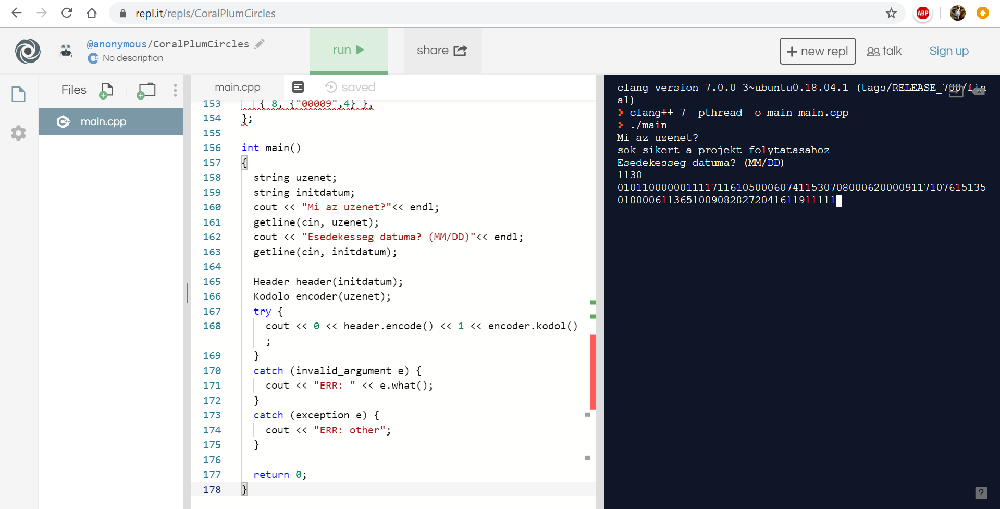 repl.it/repls/CoralPlumCircles
ABP
@anonymous/CoralPlumCircles
No description
run
share
+ new repl
talk
Sign up
Files
main.cpp
main.cpp
saved
153 { 8, {"00009",4} },
154 };
155
156 int main()
157 {
158 string uzenet;
159 string initdatum;
160 cout << "Mi az uzenet?"<< endl;
161 getline(cin, uzenet);
162 cout << "Esedekesseg datuma? (MM/DD)"<< endl;
163 getline(cin, initdatum);
164
165 Header header(initdatum);
166 Kodolo encoder(uzenet);
167 try {
168 cout << 0 << header.encode() << 1 << encoder.kodol()
;
169 }
170 catch (invalid_argument e) {
171 cout << "ERR: " << e.what();
172 }
173 catch (exception e) {
174 cout << "ERR: other";
175 }
176
177 return 0;
178 }
clang version 7.0.0-3~ubuntu0.18.04.1 (tags/RELEASE_700/fin
al)
clang++-7 -pthread -o main main.cpp
./main
Mi az uzenet?
sok sikert a projekt folytatasahoz
Esedekesseg datuma? (MM/DD)
1130
01011000000111171161050006074115307080006200009117107615135
01800061136510090828272041611911111
?